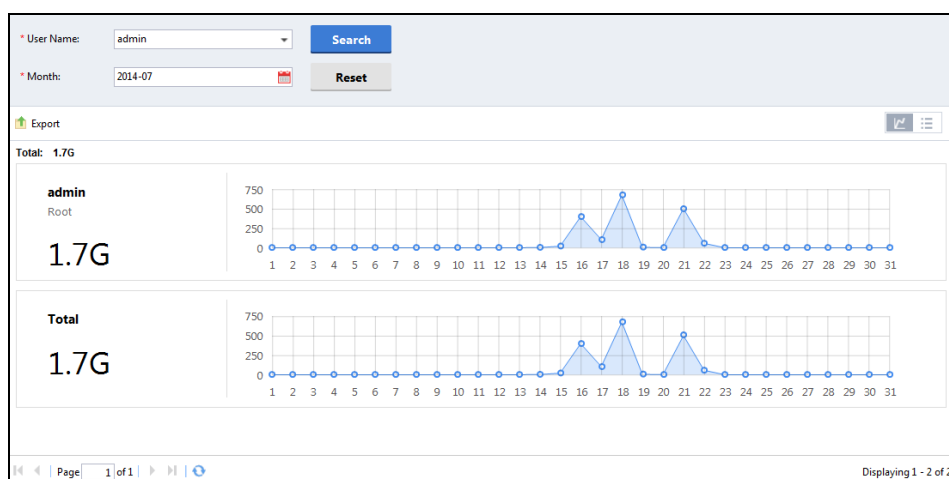 * User Name: admin Search
* Month: 2014-07 Reset
Export
Total: 1.7G
admin
Root
1.7G
750
500
250
0
1 2 3 4 5 6 7 8 9 10 11 12 13 14 15 16 17 18 19 20 21 22 23 24 25 26 27 28 29 30 31
Total
1.7G
750
500
250
0
1 2 3 4 5 6 7 8 9 10 11 12 13 14 15 16 17 18 19 20 21 22 23 24 25 26 27 28 29 30 31
Page 1 of 1 Displaying 1 - 2 of 2